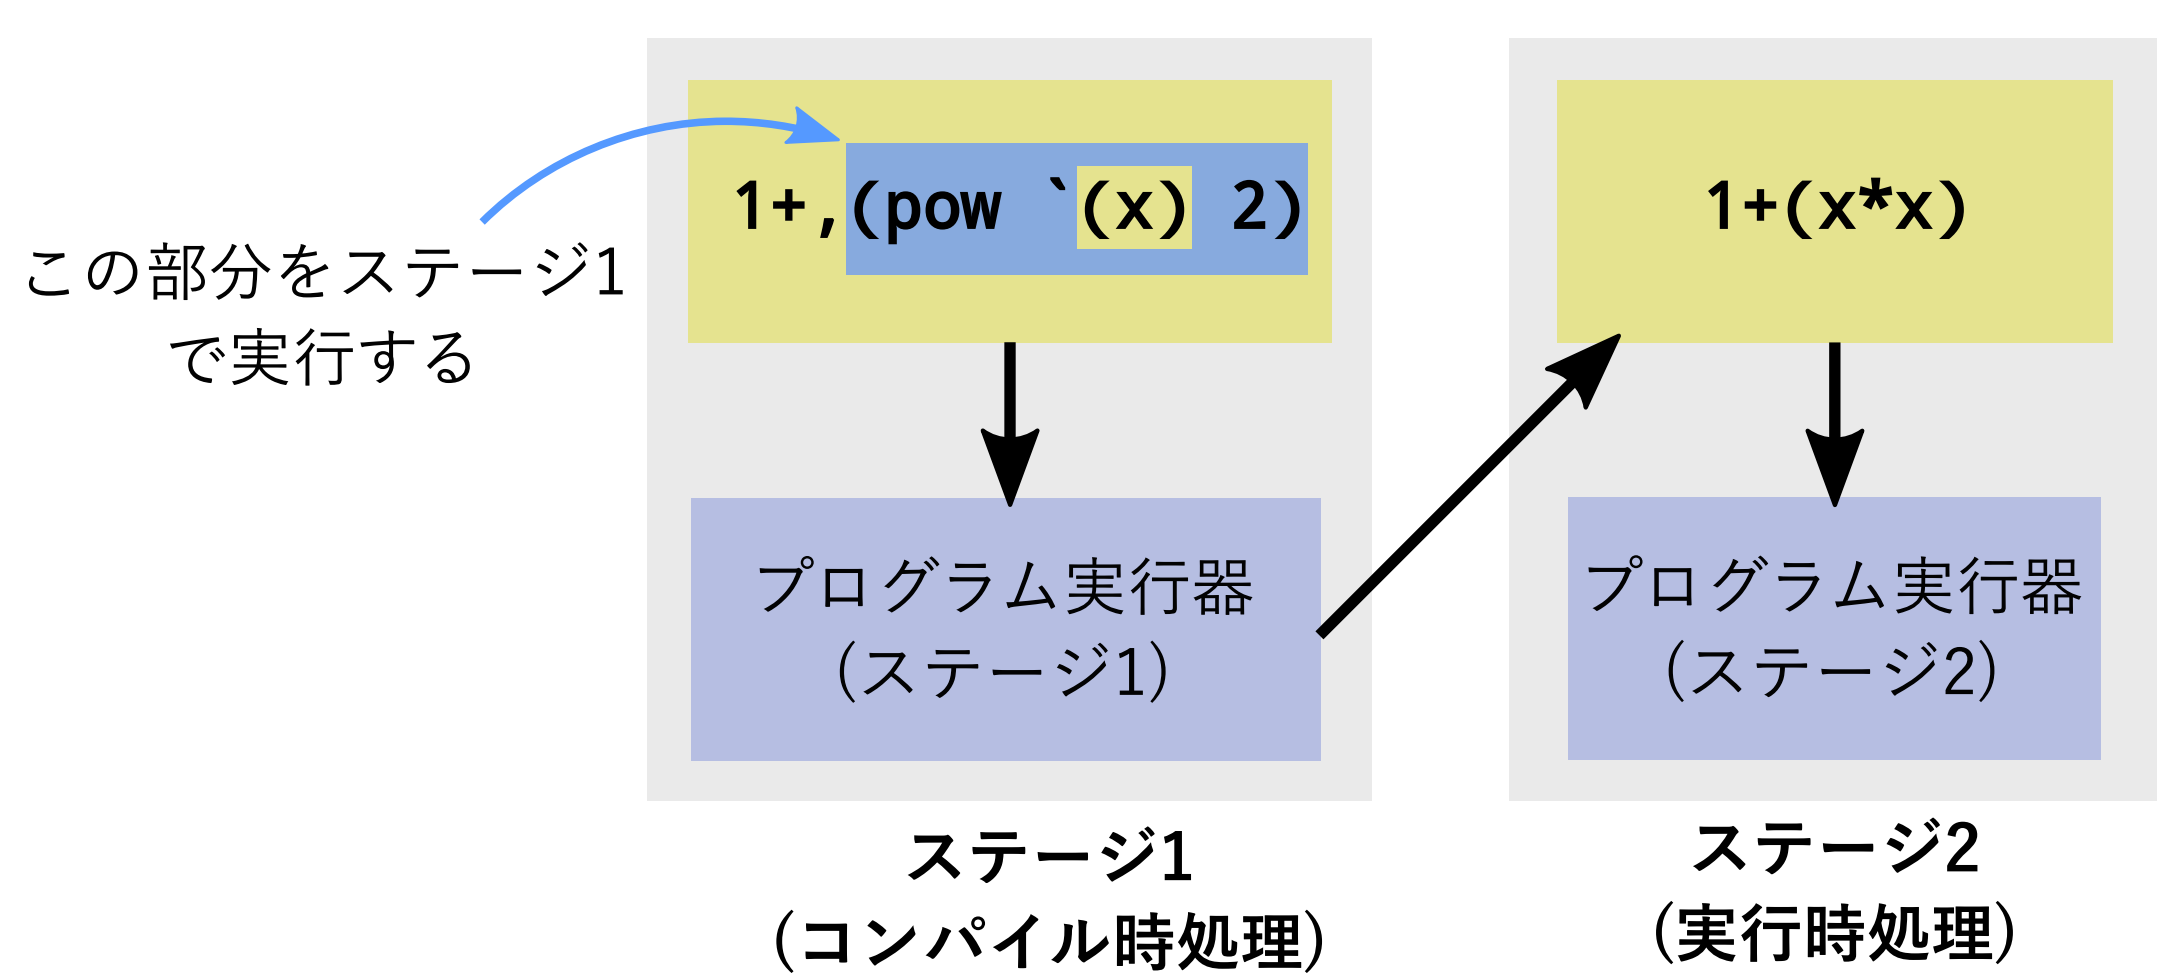 この部分をステージ1
で実行する
1+,(pow `(x) 2)
プログラム実行器
(ステージ1)
ステージ1
(コンパイル時処理)
1+(x*x)
プログラム実行器
(ステージ2)
ステージ2
(実行時処理)